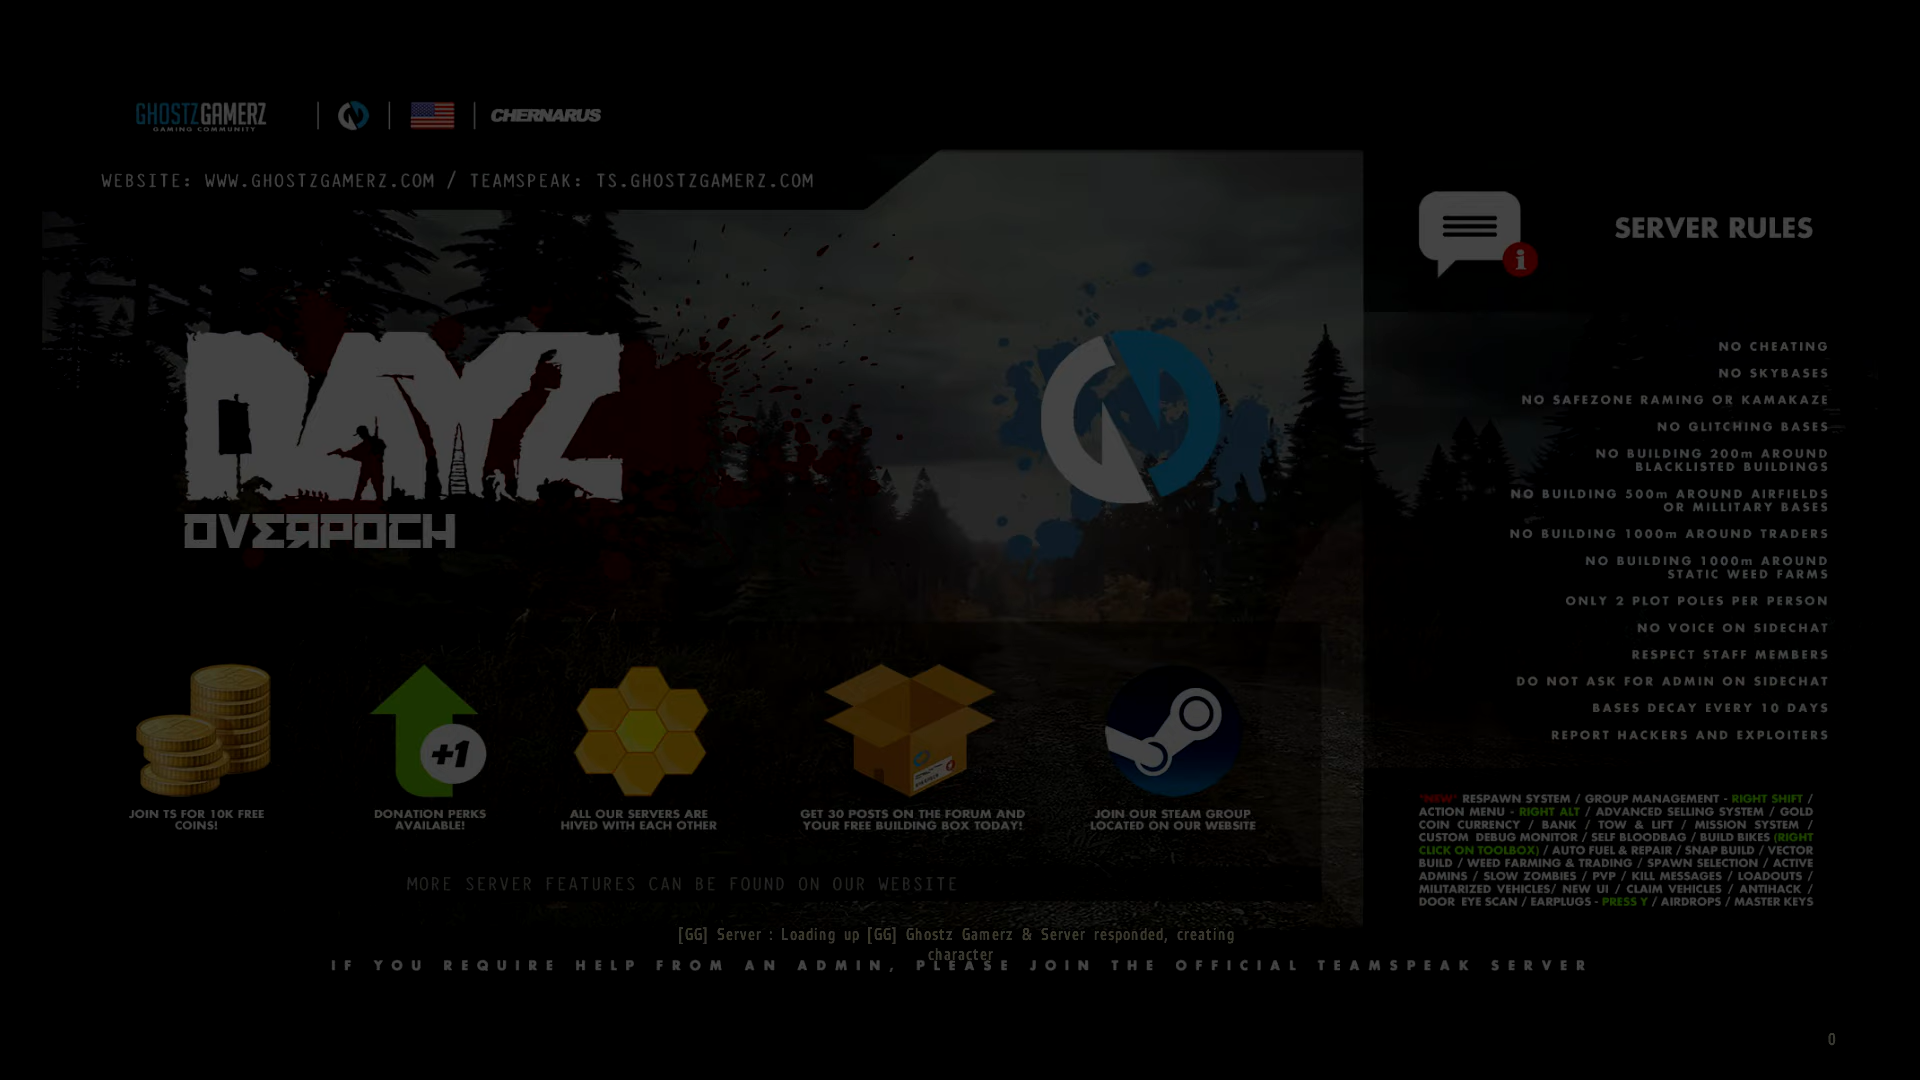 GHOSTZGAMERZ
GAMING COMMUNITY
CHERNARUS
WEBSITE: WWW.GHOSTZGAMERZ.COM / TEAMSPEAK: TS.GHOSTZGAMERZ.COM
DAYZ
OVERPOCH
+1
JOIN TS FOR 10K FREE
COINS!
DONATION PERKS
AVAILABLE!
ALL OUR SERVERS ARE
HIVED WITH EACH OTHER
GET 30 POSTS ON THE FORUM AND
YOUR FREE BUILDING BOX TODAY!
JOIN OUR STEAM GROUP
LOCATED ON OUR WEBSITE
MORE SERVER FEATURES CAN BE FOUND ON OUR WEBSITE
i
SERVER RULES
NO CHEATING
NO SKYBASES
NO SAFEZONE RAMING OR KAMAKAZE
NO GLITCHING BASES
NO BUILDING 200m AROUND
BLACKLISTED BUILDINGS
NO BUILDING 500m AROUND AIRFIELDS
OR MILLITARY BASES
NO BUILDING 1000m AROUND TRADERS
NO BUILDING 1000m AROUND
STATIC WEED FARMS
ONLY 2 PLOT POLES PER PERSON
NO VOICE ON SIDECHAT
RESPECT STAFF MEMBERS
DO NOT ASK FOR ADMIN ON SIDECHAT
BASES DECAY EVERY 10 DAYS
REPORT HACKERS AND EXPLOITERS
*NEW* RESPAWN SYSTEM / GROUP MANAGEMENT - RIGHT SHIFT /
ACTION MENU - RIGHT ALT / ADVANCED SELLING SYSTEM / GOLD
COIN CURRENCY / BANK / TOW & LIFT / MISSION SYSTEM /
CUSTOM DEBUG MONITOR / SELF BLOODBAG / BUILD BIKES (RIGHT
CLICK ON TOOLBOX) / AUTO FUEL & REPAIR / SNAP BUILD / VECTOR
BUILD / WEED FARMING & TRADING / SPAWN SELECTION / ACTIVE
ADMINS / SLOW ZOMBIES / PVP / KILL MESSAGES / LOADOUTS /
MILITARIZED VEHICLES/ NEW UI / CLAIM VEHICLES / ANTIHACK /
DOOR EYE SCAN / EARPLUGS - PRESS Y / AIRDROPS / MASTER KEYS
[GG] Server : Loading up [GG] Ghostz Gamerz & Server responded, creating
character
IF YOU REQUIRE HELP FROM AN ADMIN, PLEASE JOIN THE OFFICIAL TEAMSPEAK SERVER
0